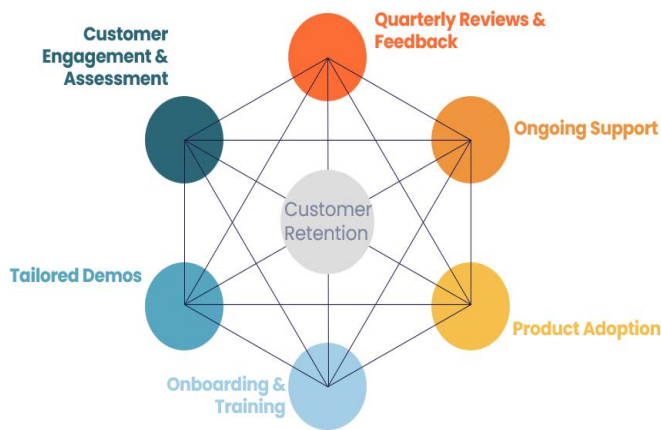 Quarterly Reviews &
Feedback
Customer
Engagement &
Assessment
Ongoing Support
Customer
Retention
Tailored Demos
Product Adoption
Onboarding &
Training